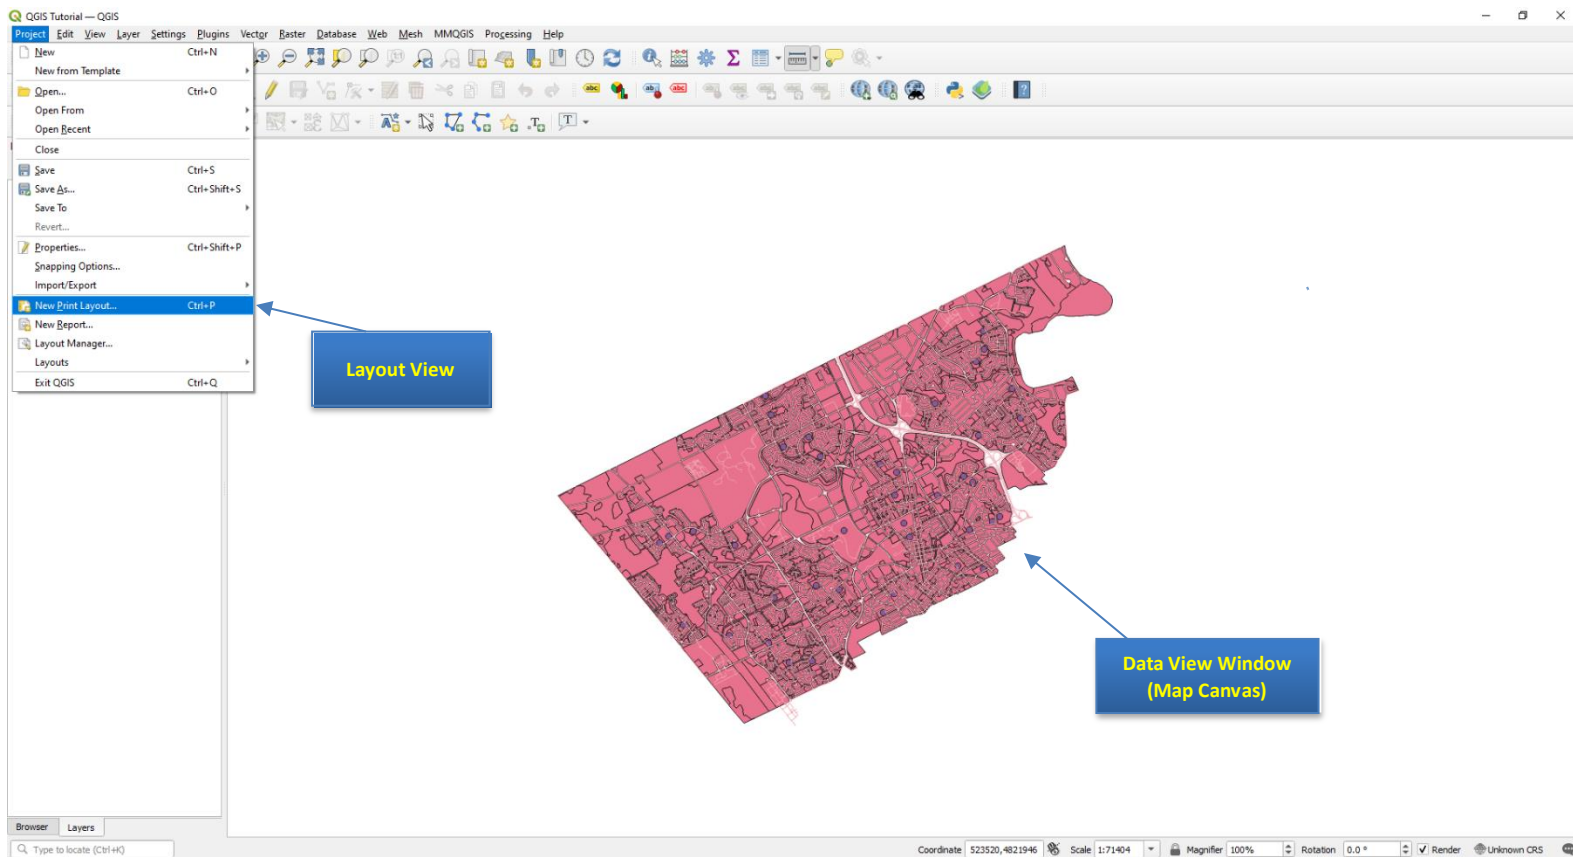 QGIS Tutorial — QGIS
Project Edit View Layer Settings Plugins Vector Raster Database Web Mesh MMQGIS Processing Help
New Ctrl+N
New from Template
Open... Ctrl+O
Open From
Open Recent
Close
Save Ctrl+S
Save As... Ctrl+Shift+S
Save To
Revert...
Properties... Ctrl+Shift+P
Snapping Options...
Import/Export
New Print Layout... Ctrl+P
New Report...
Layout Manager...
Layouts
Exit QGIS Ctrl+Q
Layout View
Data View Window
(Map Canvas)
Browser Layers
Type to locate (Ctrl+K)
Coordinate 523520,4821946 Scale 1:71404 Magnifier 100% Rotation 0.0 ° Render Unknown CRS